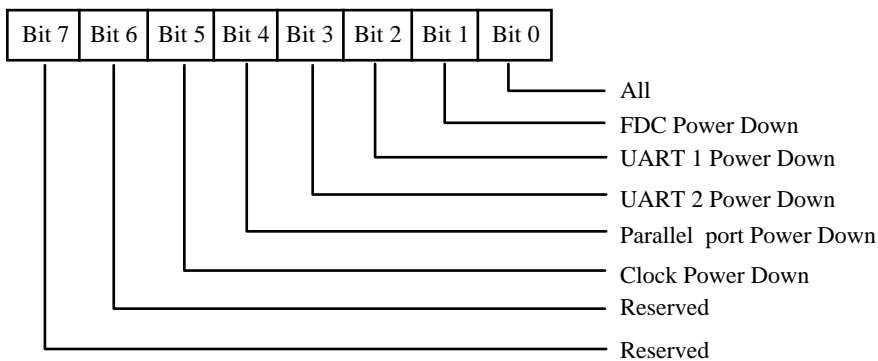 Bit 7 Bit 6 Bit 5 Bit 4 Bit 3 Bit 2 Bit 1 Bit 0
All
FDC Power Down
UART 1 Power Down
UART 2 Power Down
Parallel port Power Down
Clock Power Down
Reserved
Reserved